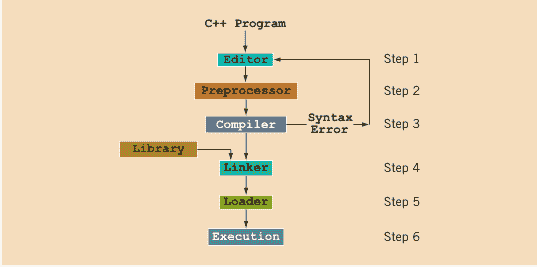 C++ Program
Editor Step 1
Preprocessor Step 2
Compiler Syntax Error Step 3
Library
Linker Step 4
Loader Step 5
Execution Step 6